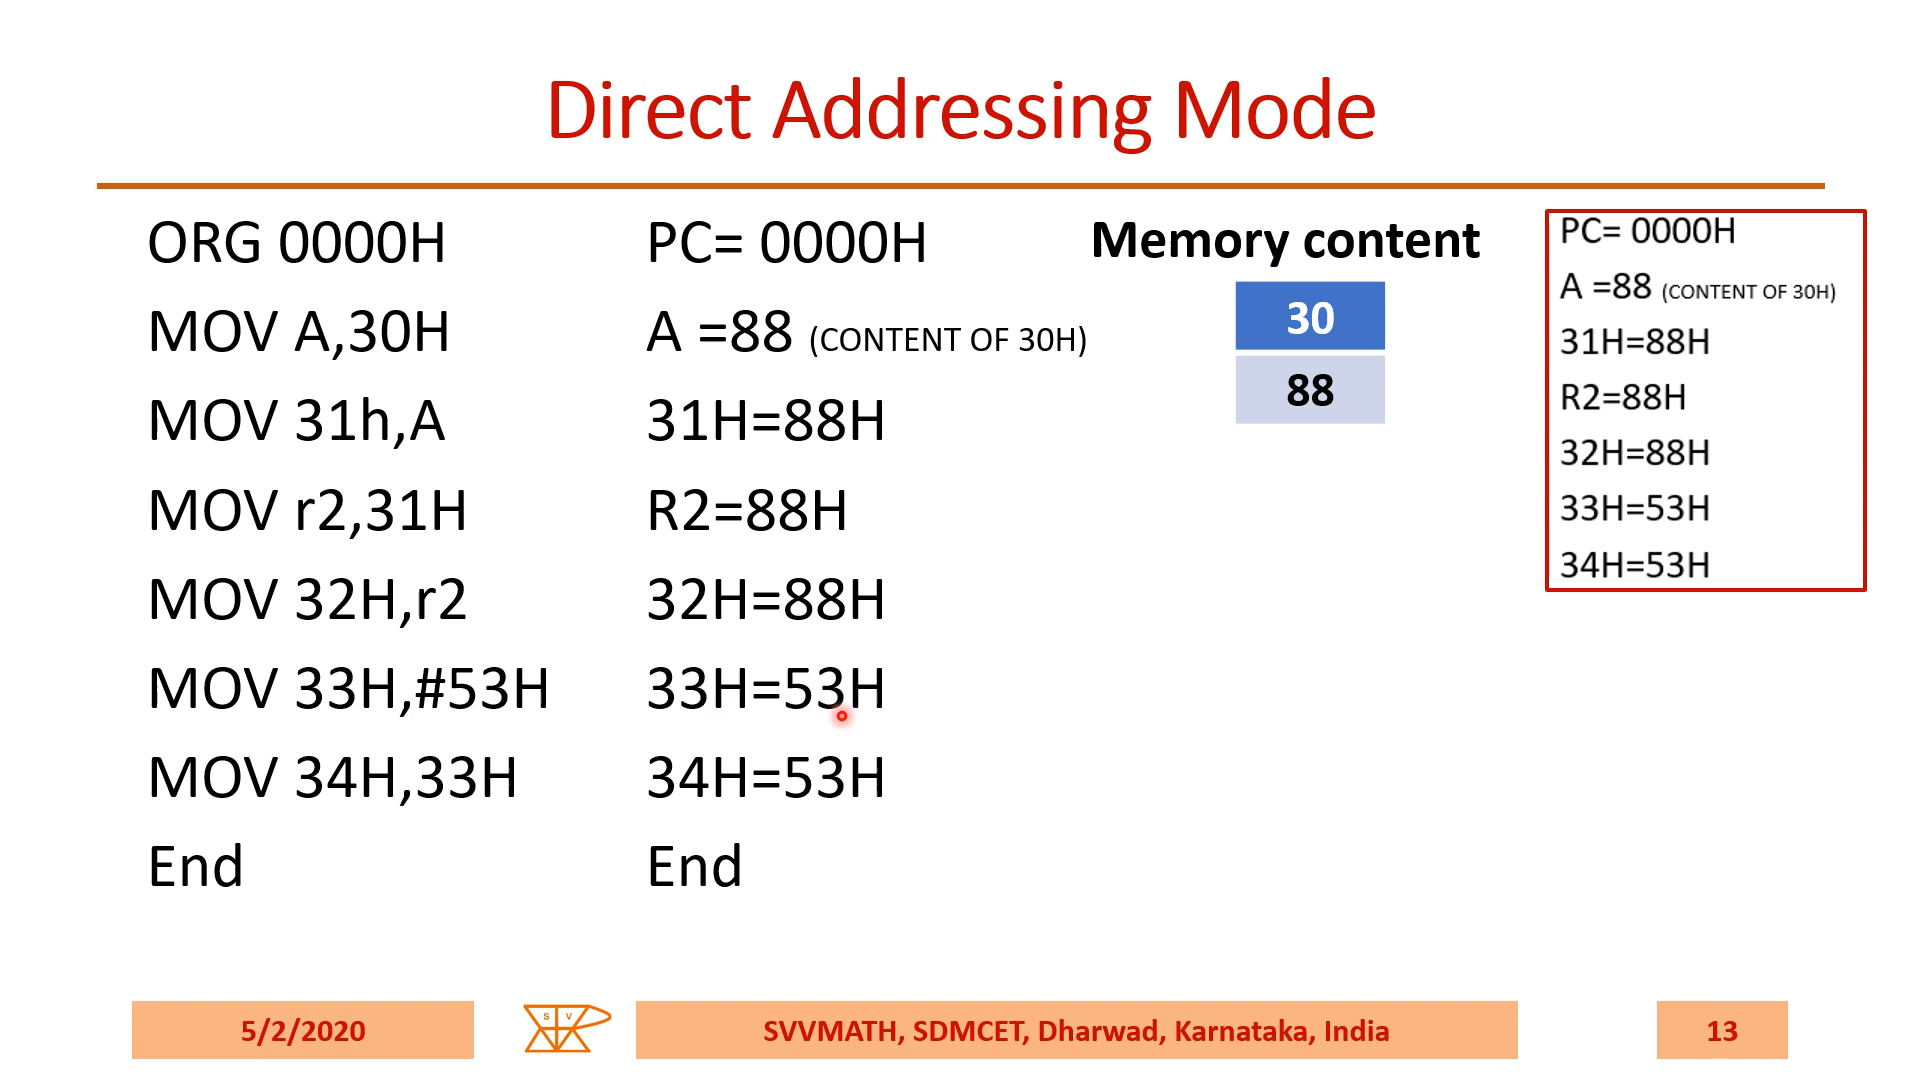 Direct Addressing Mode
ORG 0000H
MOV A,30H
MOV 31h,A
MOV r2,31H
MOV 32H,r2
MOV 33H,#53H
MOV 34H,33H
End
PC= 0000H
A =88 (CONTENT OF 30H)
31H=88H
R2=88H
32H=88H
33H=53H
34H=53H
End
Memory content
30
88
PC= 0000H
A =88 (CONTENT OF 30H)
31H=88H
R2=88H
32H=88H
33H=53H
34H=53H
5/2/2020
S V
SVVMATH, SDMCET, Dharwad, Karnataka, India
13